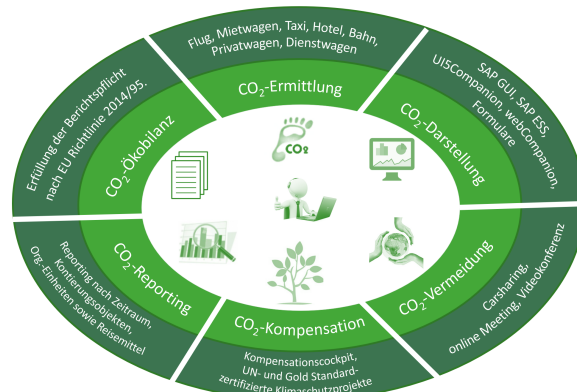 Flug, Mietwagen, Taxi, Hotel, Bahn,
Privatwagen, Dienstwagen
CO₂-Ermittlung
SAP GUI, SAP ESS,
UI5Companion, webCompanion,
Formulare
CO₂-Darstellung
Carsharing,
online Meeting, Videokonferenz
CO₂-Vermeidung
CO₂-Kompensation
Kompensationscockpit,
UN- und Gold Standard-
zertifizierte Klimaschutzprojekte
CO₂-Reporting
Reporting nach Zeitraum,
Kontierungsobjekten,
Org.-Einheiten sowie Reisemittel
Erfüllung der Berichtspflicht
nach EU Richtlinie 2014/95.
CO₂-Ökobilanz
CO₂